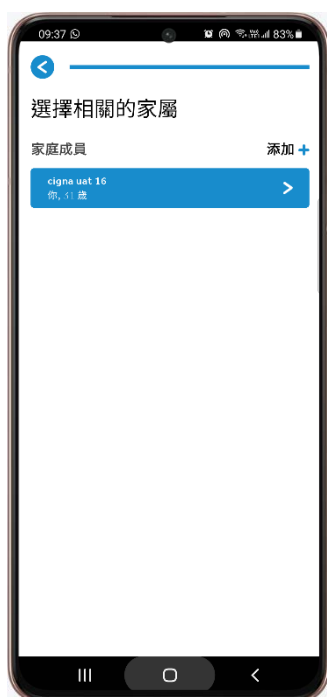 09:37 83%
選擇相關的家屬
家庭成員 添加 +
cigna uat 16
你, 31 歲